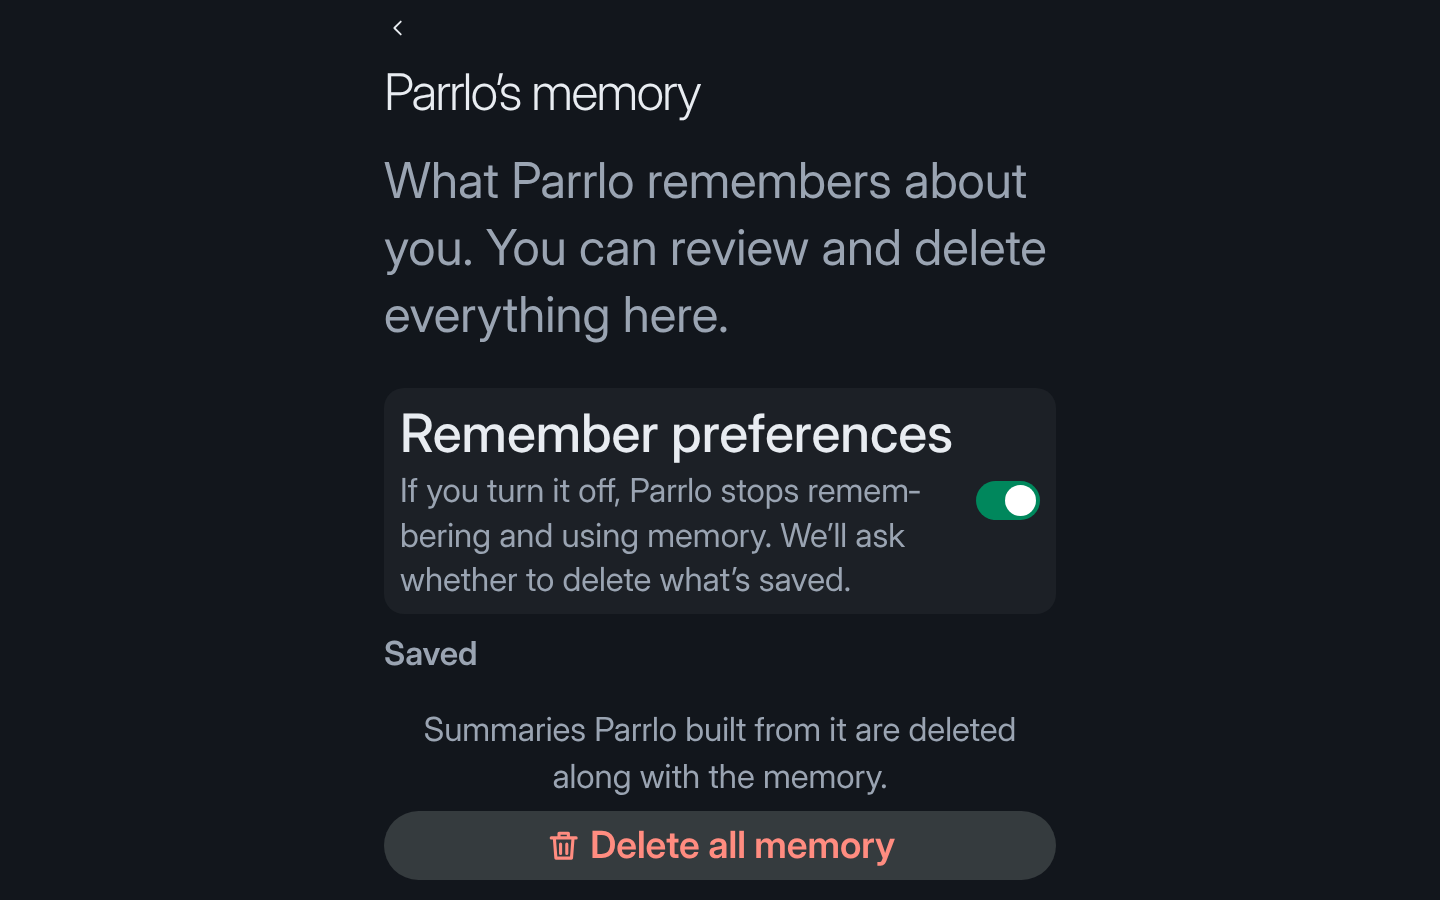 Parrlo’s memory
What Parrlo remembers about
you. You can review and delete
everything here.
Remember preferences
If you turn it off, Parrlo stops remem-
bering and using memory. We’ll ask
whether to delete what’s saved.
Saved
Summaries Parrlo built from it are deleted
along with the memory.
Delete all memory